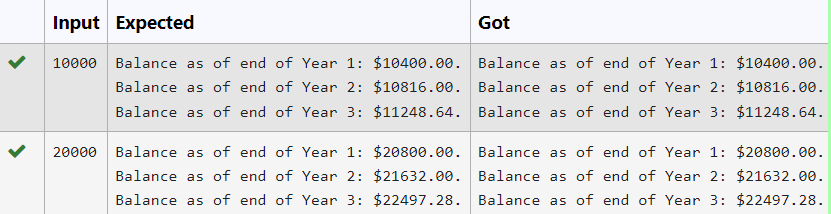 Input Expected Got
10000 Balance as of end of Year 1: $10400.00. Balance as of end of Year 1: $10400.00.
Balance as of end of Year 2: $10816.00. Balance as of end of Year 2: $10816.00.
Balance as of end of Year 3: $11248.64. Balance as of end of Year 3: $11248.64.
20000 Balance as of end of Year 1: $20800.00. Balance as of end of Year 1: $20800.00.
Balance as of end of Year 2: $21632.00. Balance as of end of Year 2: $21632.00.
Balance as of end of Year 3: $22497.28. Balance as of end of Year 3: $22497.28.